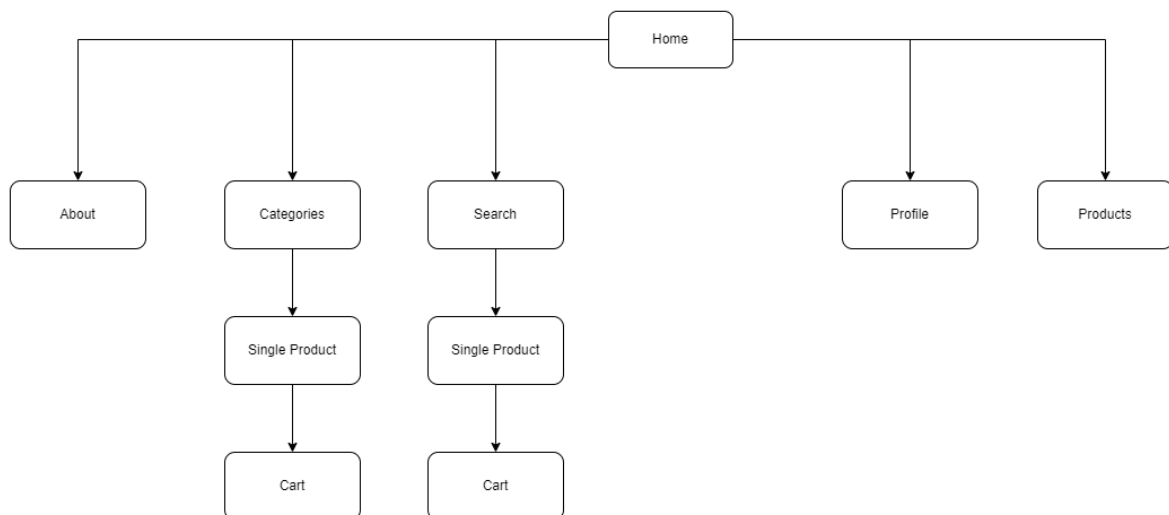 Home
About
Categories
Search
Profile
Products
Single Product
Single Product
Cart
Cart